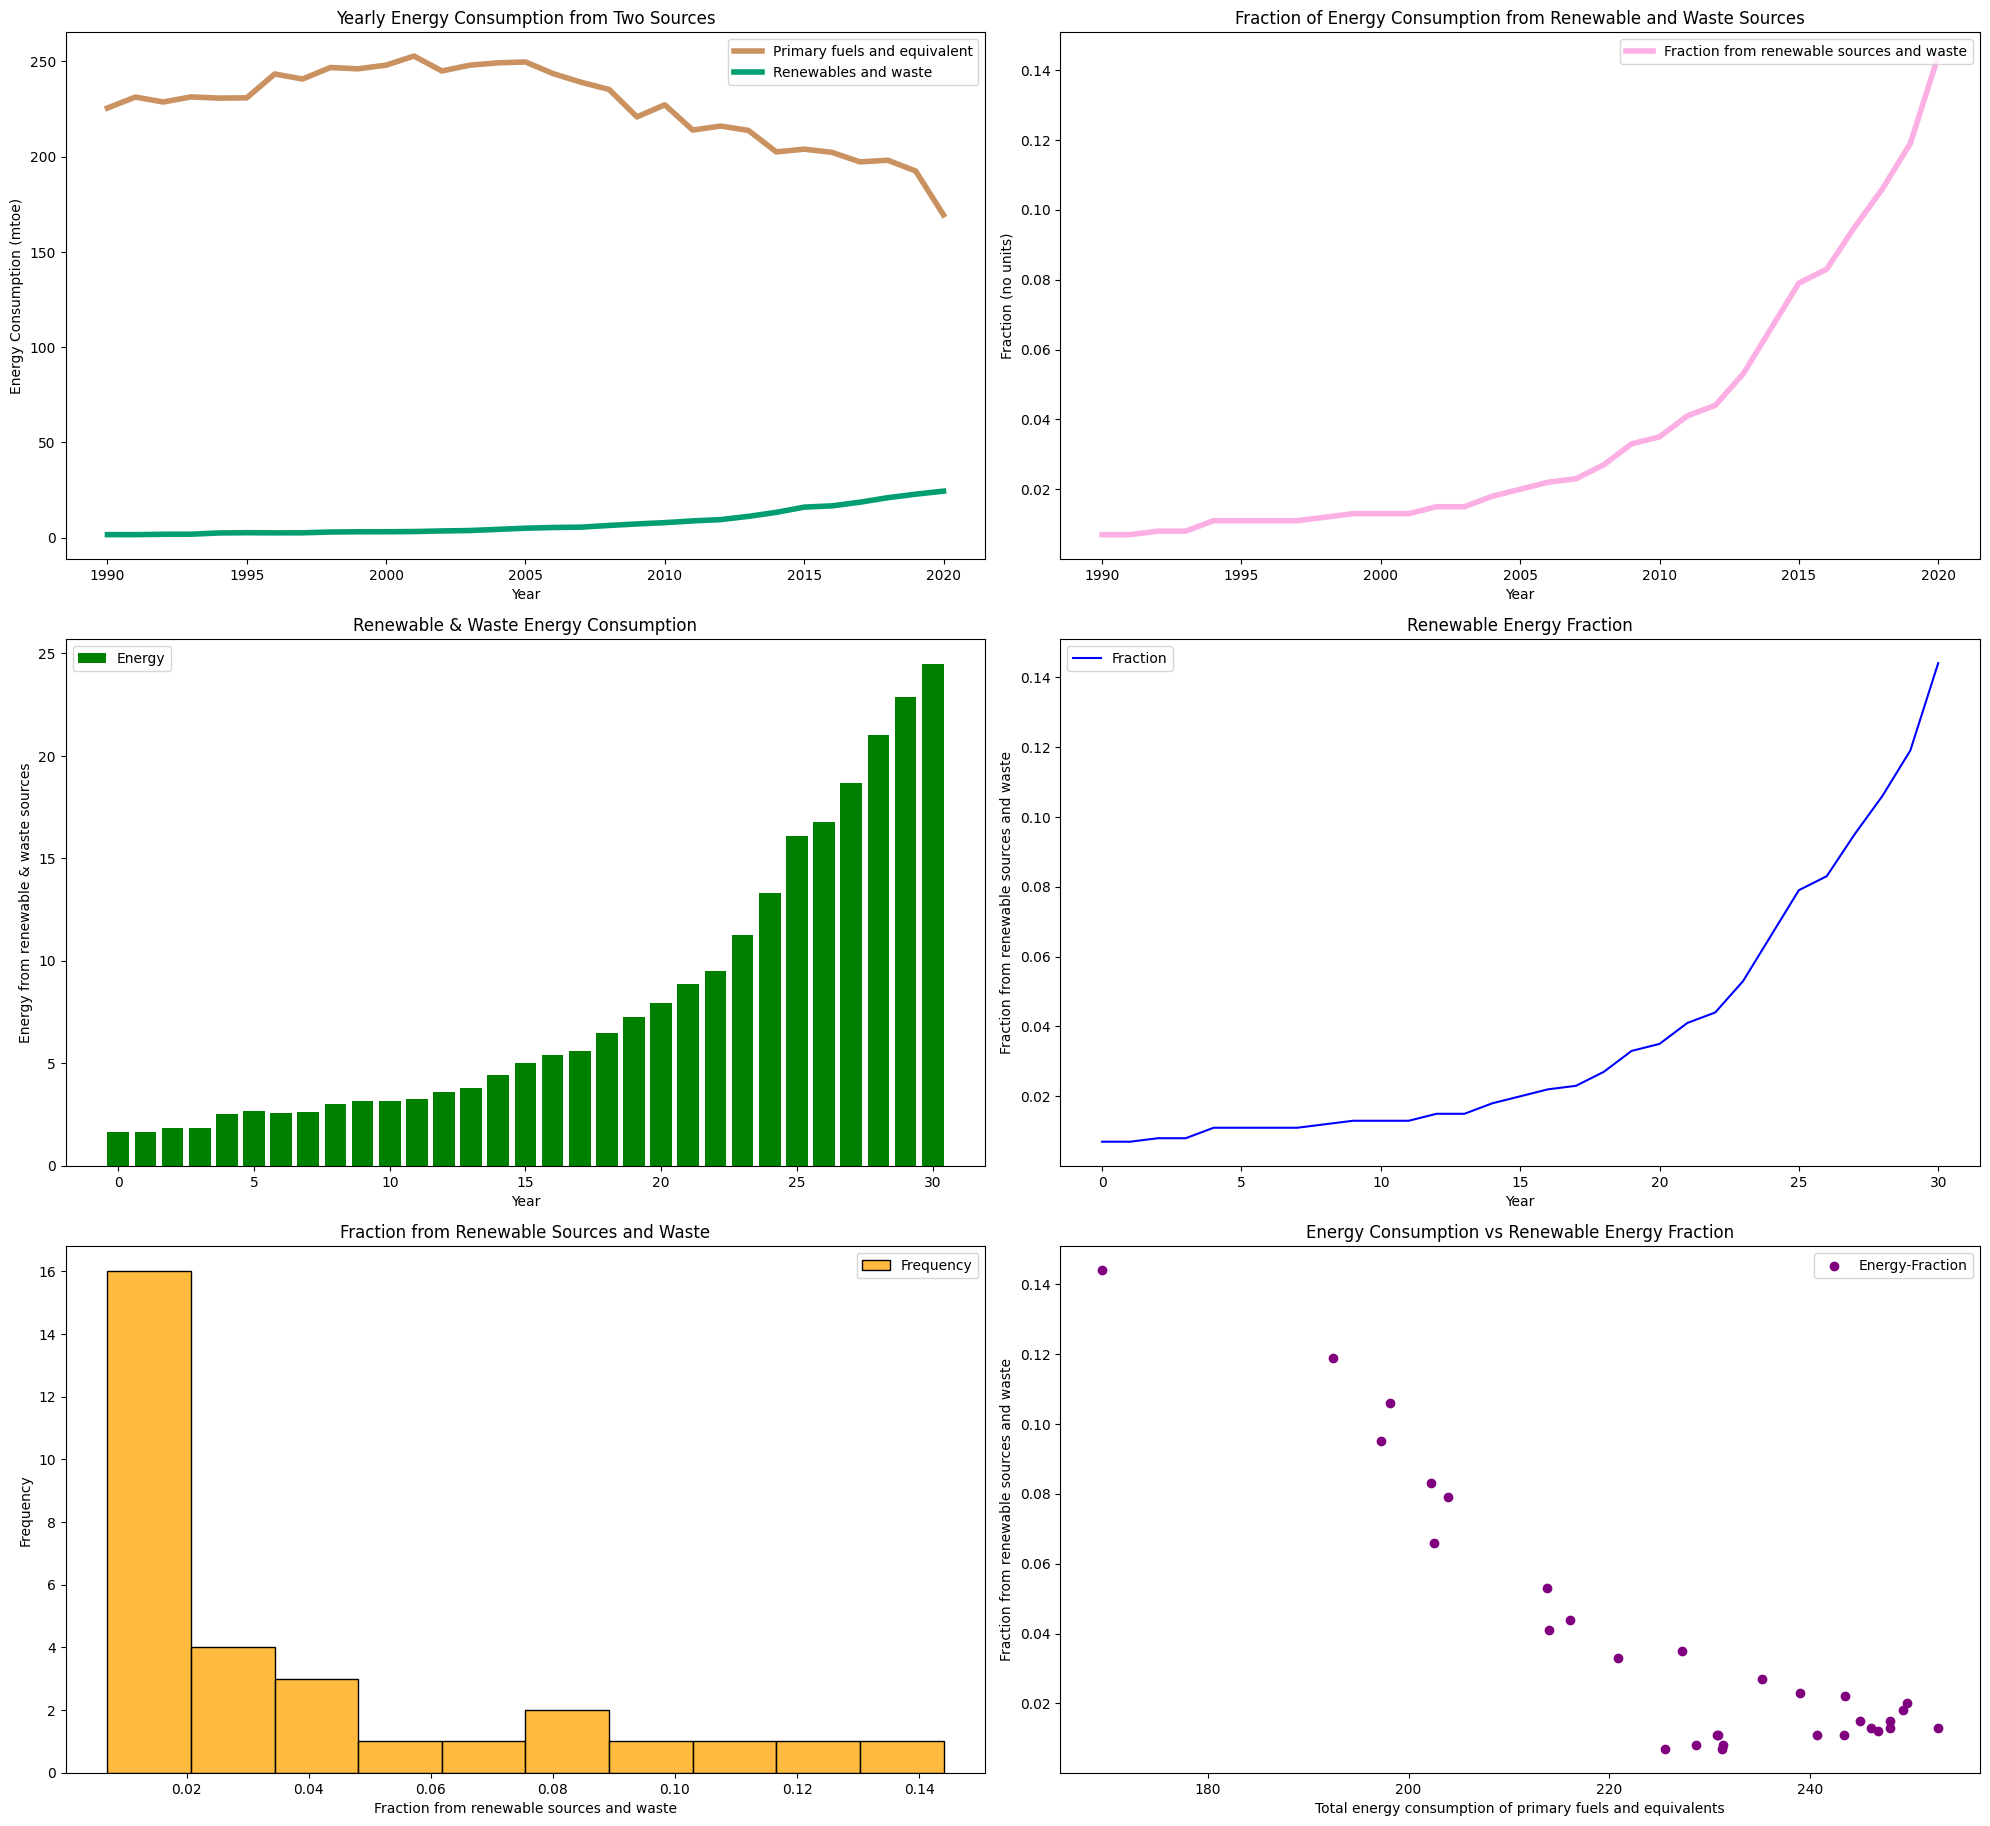 Yearly Energy Consumption from Two Sources
Primary fuels and equivalent
Renewables and waste
Energy Consumption (mtoe)
250
200
150
100
50
0
1990 1995 2000 2005 2010 2015 2020
Year
Fraction of Energy Consumption from Renewable and Waste Sources
Fraction from renewable sources and waste
Fraction (no units)
0.14
0.12
0.10
0.08
0.06
0.04
0.02
1990 1995 2000 2005 2010 2015 2020
Year
Renewable & Waste Energy Consumption
Energy
Energy from renewable & waste sources
25
20
15
10
5
0
0 5 10 15 20 25 30
Year
Renewable Energy Fraction
Fraction
Fraction from renewable sources and waste
0.14
0.12
0.10
0.08
0.06
0.04
0.02
0 5 10 15 20 25 30
Year
Fraction from Renewable Sources and Waste
Frequency
Frequency
16
14
12
10
8
6
4
2
0
0.02 0.04 0.06 0.08 0.10 0.12 0.14
Fraction from renewable sources and waste
Energy Consumption vs Renewable Energy Fraction
Energy-Fraction
Fraction from renewable sources and waste
0.14
0.12
0.10
0.08
0.06
0.04
0.02
180 200 220 240
Total energy consumption of primary fuels and equivalents